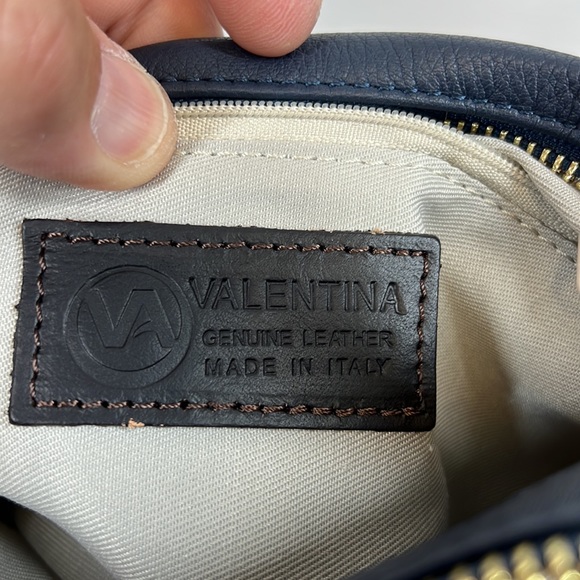 VA
VALENTINA
GENUINE LEATHER
MADE IN ITALY